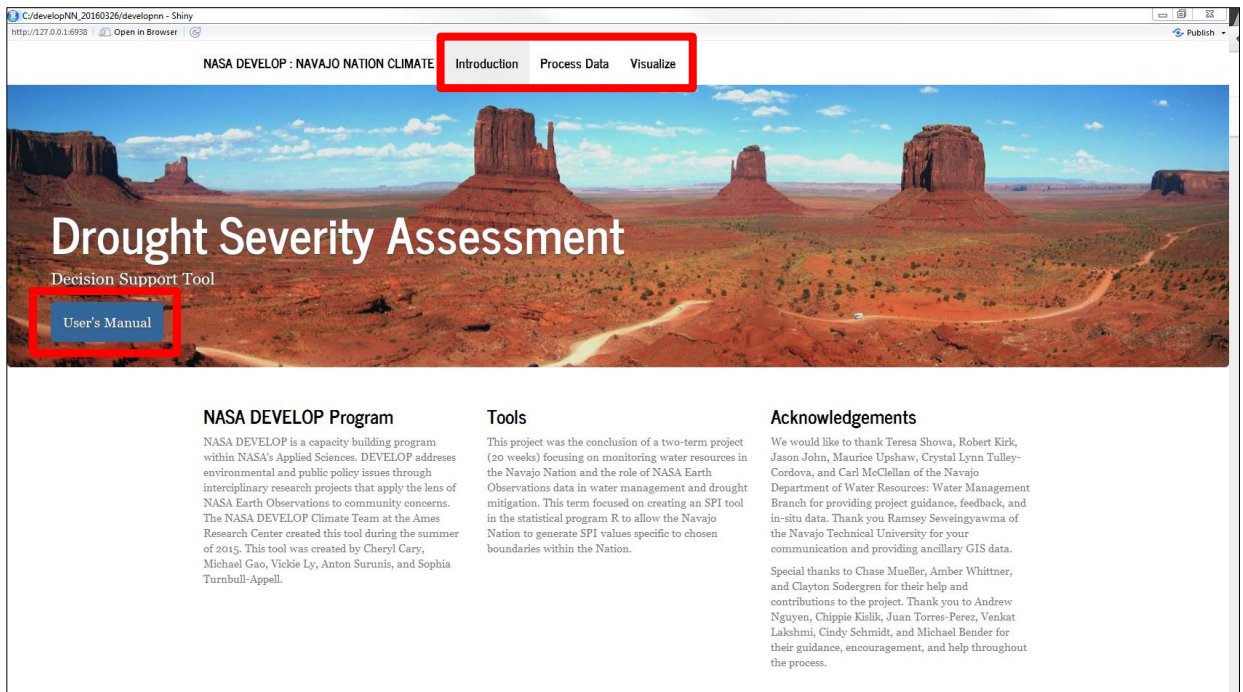 C:/developNN_20160326/developnn - Shiny
http://127.0.0.1:6938 Open in Browser Publish
NASA DEVELOP : NAVAJO NATION CLIMATE Introduction Process Data Visualize
Drought Severity Assessment
Decision Support Tool
User's Manual
NASA DEVELOP Program
NASA DEVELOP is a capacity building program
within NASA's Applied Sciences. DEVELOP addreses
environmental and public policy issues through
interciplinary research projects that apply the lens of
NASA Earth Observations to community concerns.
The NASA DEVELOP Climate Team at the Ames
Research Center created this tool during the summer
of 2015. This tool was created by Cheryl Cary,
Michael Gao, Vickie Ly, Anton Surunis, and Sophia
Turnbull-Appell.
Tools
This project was the conclusion of a two-term project
(20 weeks) focusing on monitoring water resources in
the Navajo Nation and the role of NASA Earth
Observations data in water management and drought
mitigation. This term focused on creating an SPI tool
in the statistical program R to allow the Navajo
Nation to generate SPI values specific to chosen
boundaries within the Nation.
Acknowledgements
We would like to thank Teresa Showa, Robert Kirk,
Jason John, Maurice Upshaw, Crystal Lynn Tulley-
Cordova, and Carl McClellan of the Navajo
Department of Water Resources: Water Management
Branch for providing project guidance, feedback, and
in-situ data. Thank you Ramsey Seweingyawma of
the Navajo Technical University for your
communication and providing ancillary GIS data.
Special thanks to Chase Mueller, Amber Whittner,
and Clayton Sodergren for their help and
contributions to the project. Thank you to Andrew
Nguyen, Chippie Kislik, Juan Torres-Perez, Venkat
Lakshmi, Cindy Schmidt, and Michael Bender for
their guidance, encouragement, and help throughout
the process.